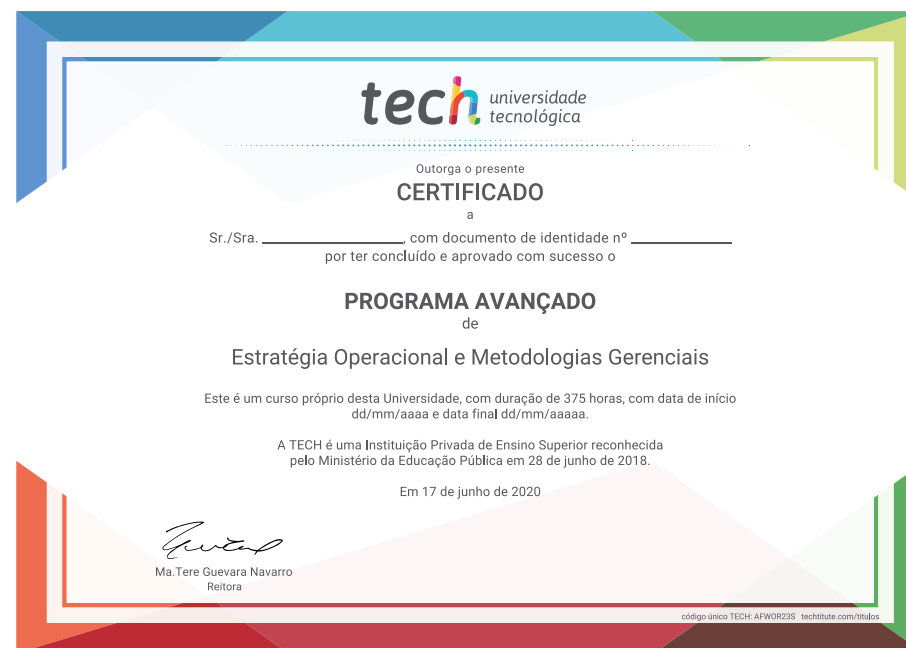 tech universidade
tecnológica
Outorga o presente
CERTIFICADO
a
Sr./Sra. ____________________, com documento de identidade nº ______________
por ter concluído e aprovado com sucesso o
PROGRAMA AVANÇADO
de
Estratégia Operacional e Metodologias Gerenciais
Este é um curso próprio desta Universidade, com duração de 375 horas, com data de início
dd/mm/aaaa e data final dd/mm/aaaaa.
A TECH é uma Instituição Privada de Ensino Superior reconhecida
pelo Ministério da Educação Pública em 28 de junho de 2018.
Em 17 de junho de 2020
Ma.Tere Guevara Navarro
Reitora
código único TECH: AFWOR23S techtitute.com/titulos